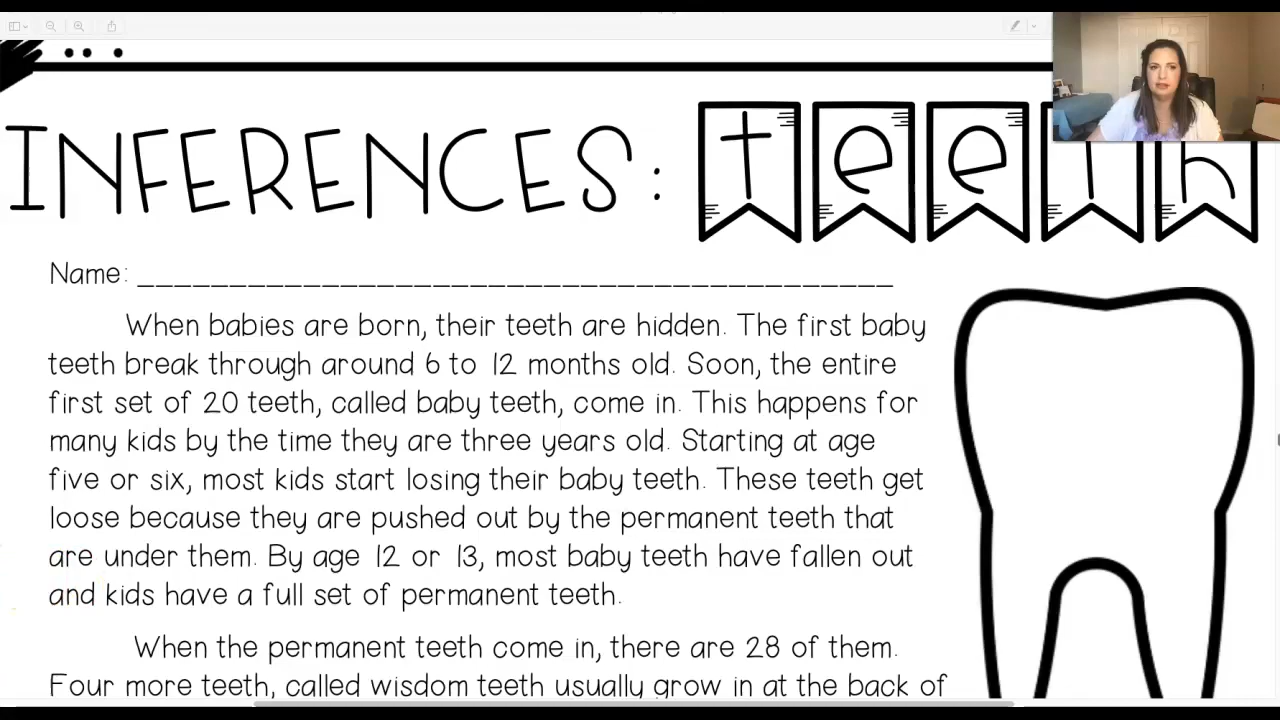 INFERENCES: teeth
Name: ________________________________________
When babies are born, their teeth are hidden. The first baby
teeth break through around 6 to 12 months old. Soon, the entire
first set of 20 teeth, called baby teeth, come in. This happens for
many kids by the time they are three years old. Starting at age
five or six, most kids start losing their baby teeth. These teeth get
loose because they are pushed out by the permanent teeth that
are under them. By age 12 or 13, most baby teeth have fallen out
and kids have a full set of permanent teeth.
When the permanent teeth come in, there are 28 of them.
Four more teeth, called wisdom teeth usually grow in at the back of